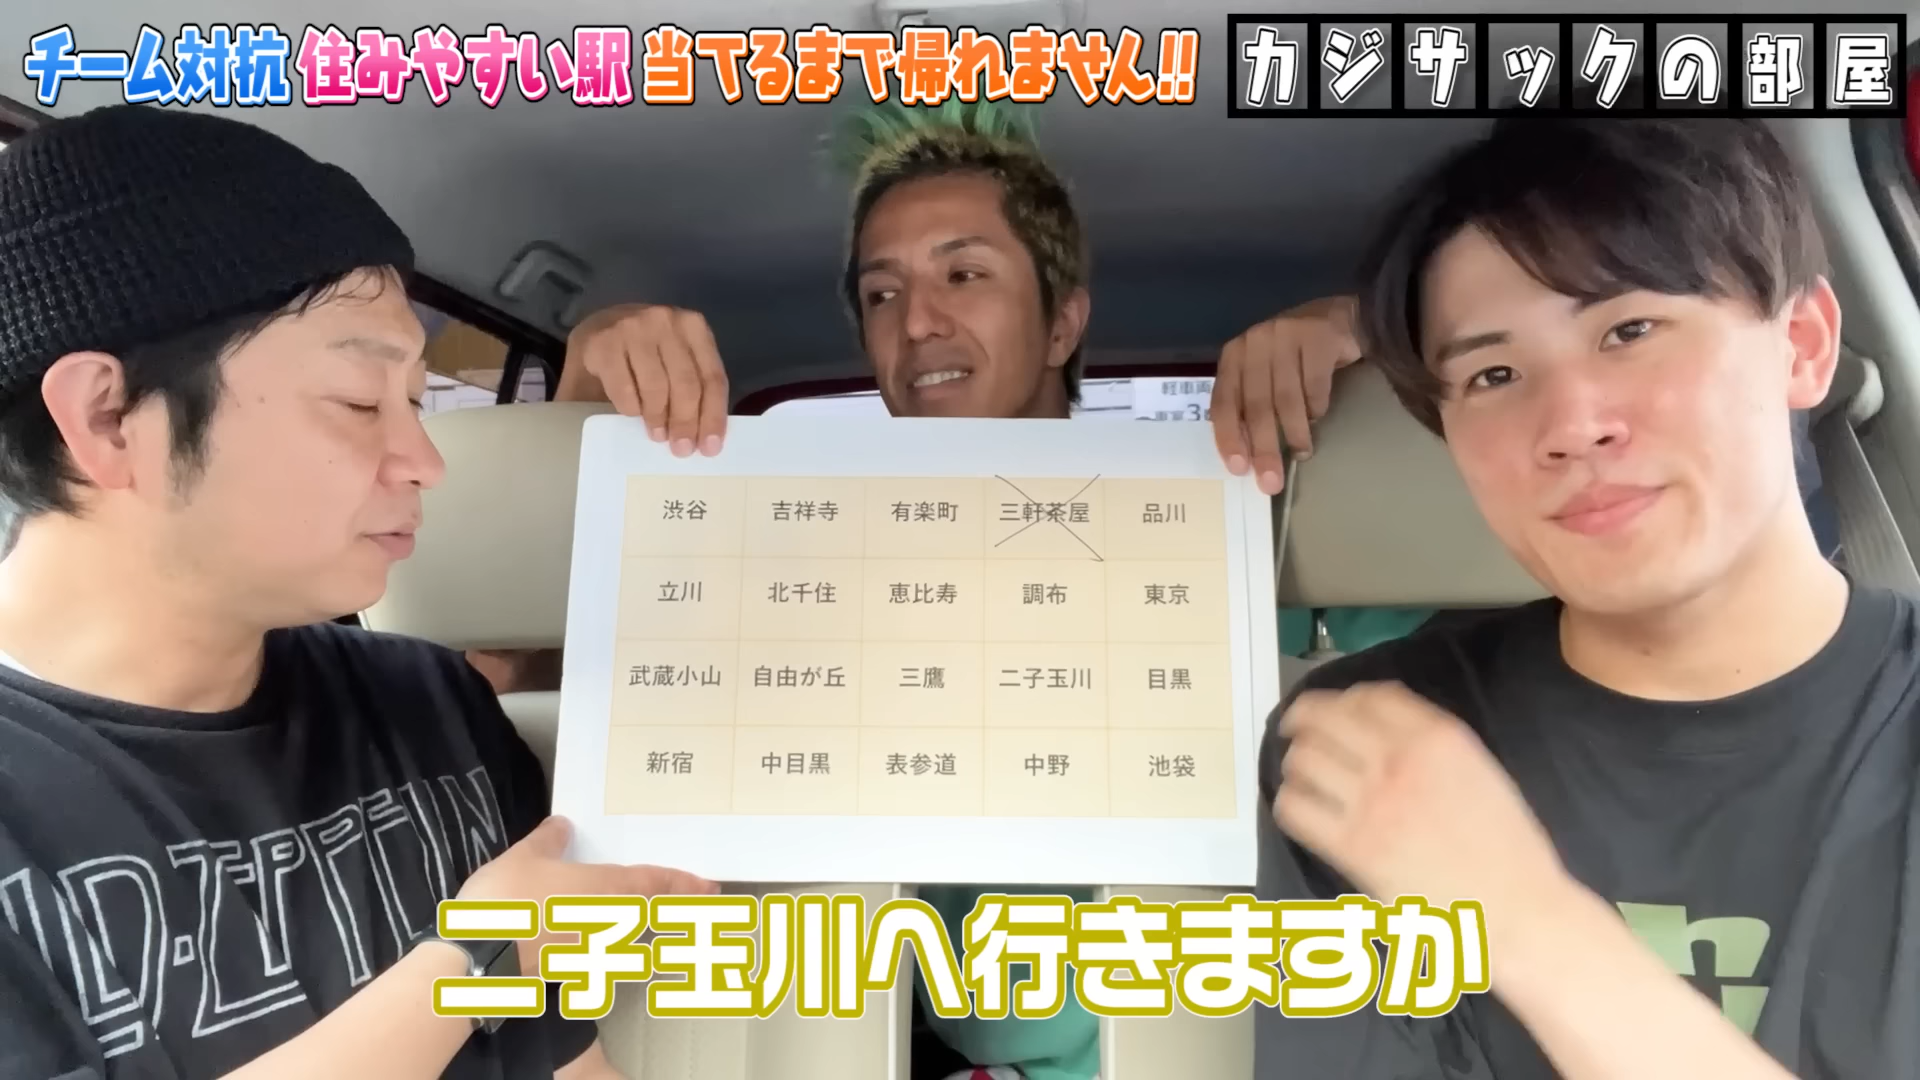 チーム対抗 住みやすい駅 当てるまで帰れません!!
カジサックの部屋
軽車両
3
渋谷 吉祥寺 有楽町 三軒茶屋 品川
立川 北千住 恵比寿 調布 東京
武蔵小山 自由が丘 三鷹 二子玉川 目黒
新宿 中目黒 表参道 中野 池袋
二子玉川へ行きますか